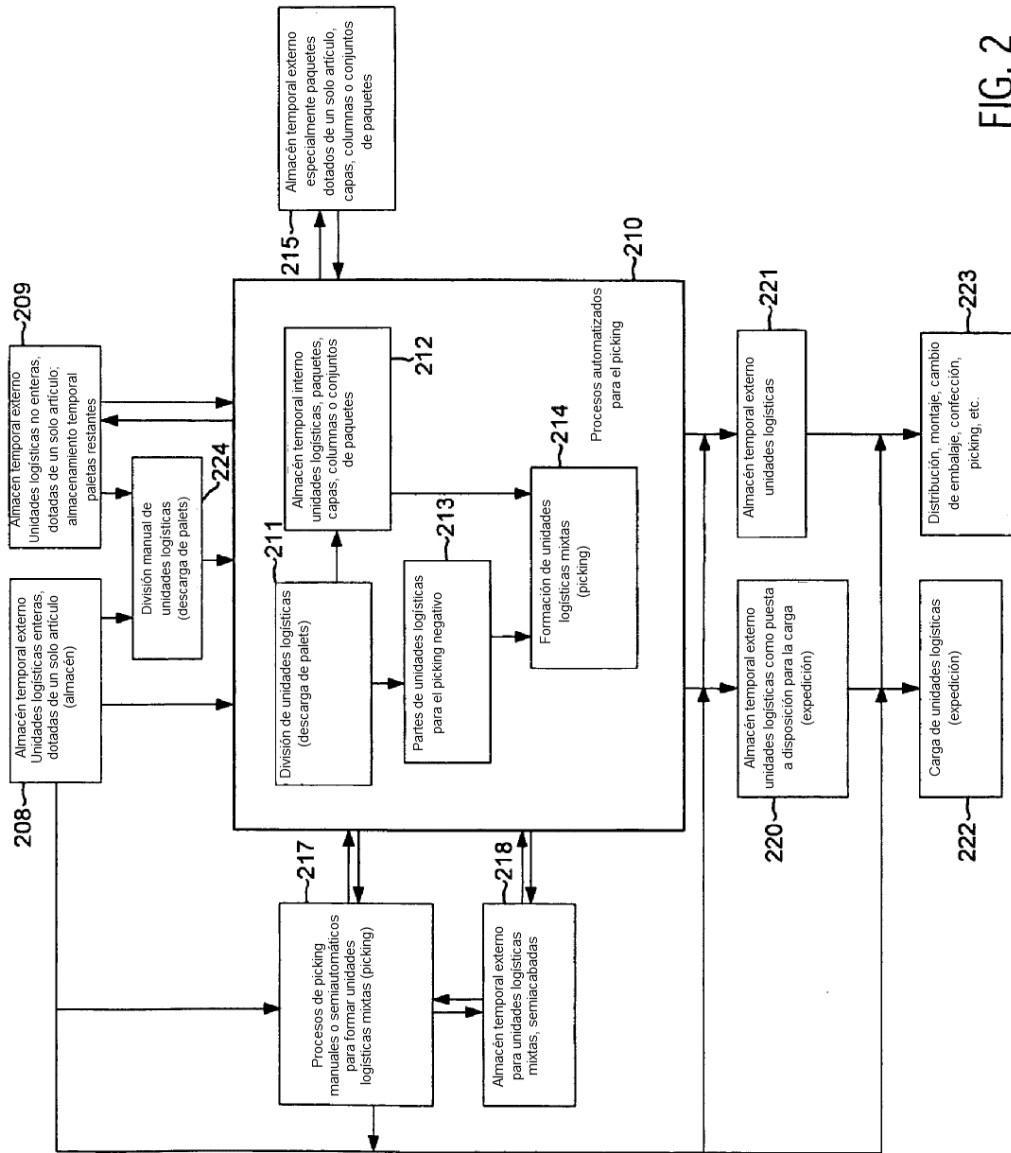 Almacén temporal externo
Unidades logísticas enteras,
dotadas de un solo artículo
(almacén)
208
Almacén temporal externo
Unidades logísticas no enteras,
dotadas de un solo artículo;
almacenamiento temporal
paletas restantes
209
División manual de
unidades logísticas
(descarga de palets)
224
Almacén temporal externo
especialmente paquetes
dotados de un solo artículo,
capas, columnas o conjuntos
de paquetes
215
210
Procesos automatizados
para el picking
División de unidades logísticas
(descarga de palets)
211
Almacén temporal interno
unidades logísticas, paquetes,
capas, columnas o conjuntos
de paquetes
212
Partes de unidades logísticas
para el picking negativo
213
Formación de unidades
logísticas mixtas
(picking)
214
Procesos de picking
manuales o semiautomáticos
para formar unidades
logísticas mixtas (picking)
217
Almacén temporal externo
para unidades logísticas
mixtas, semiacabadas
218
Almacén temporal externo
unidades logísticas como puesta
a disposición para la carga
(expedición)
220
Almacén temporal externo
unidades logísticas
221
Carga de unidades logísticas
(expedición)
222
Distribución, montaje, cambio
de embalaje, confección,
picking, etc.
223
FIG. 2